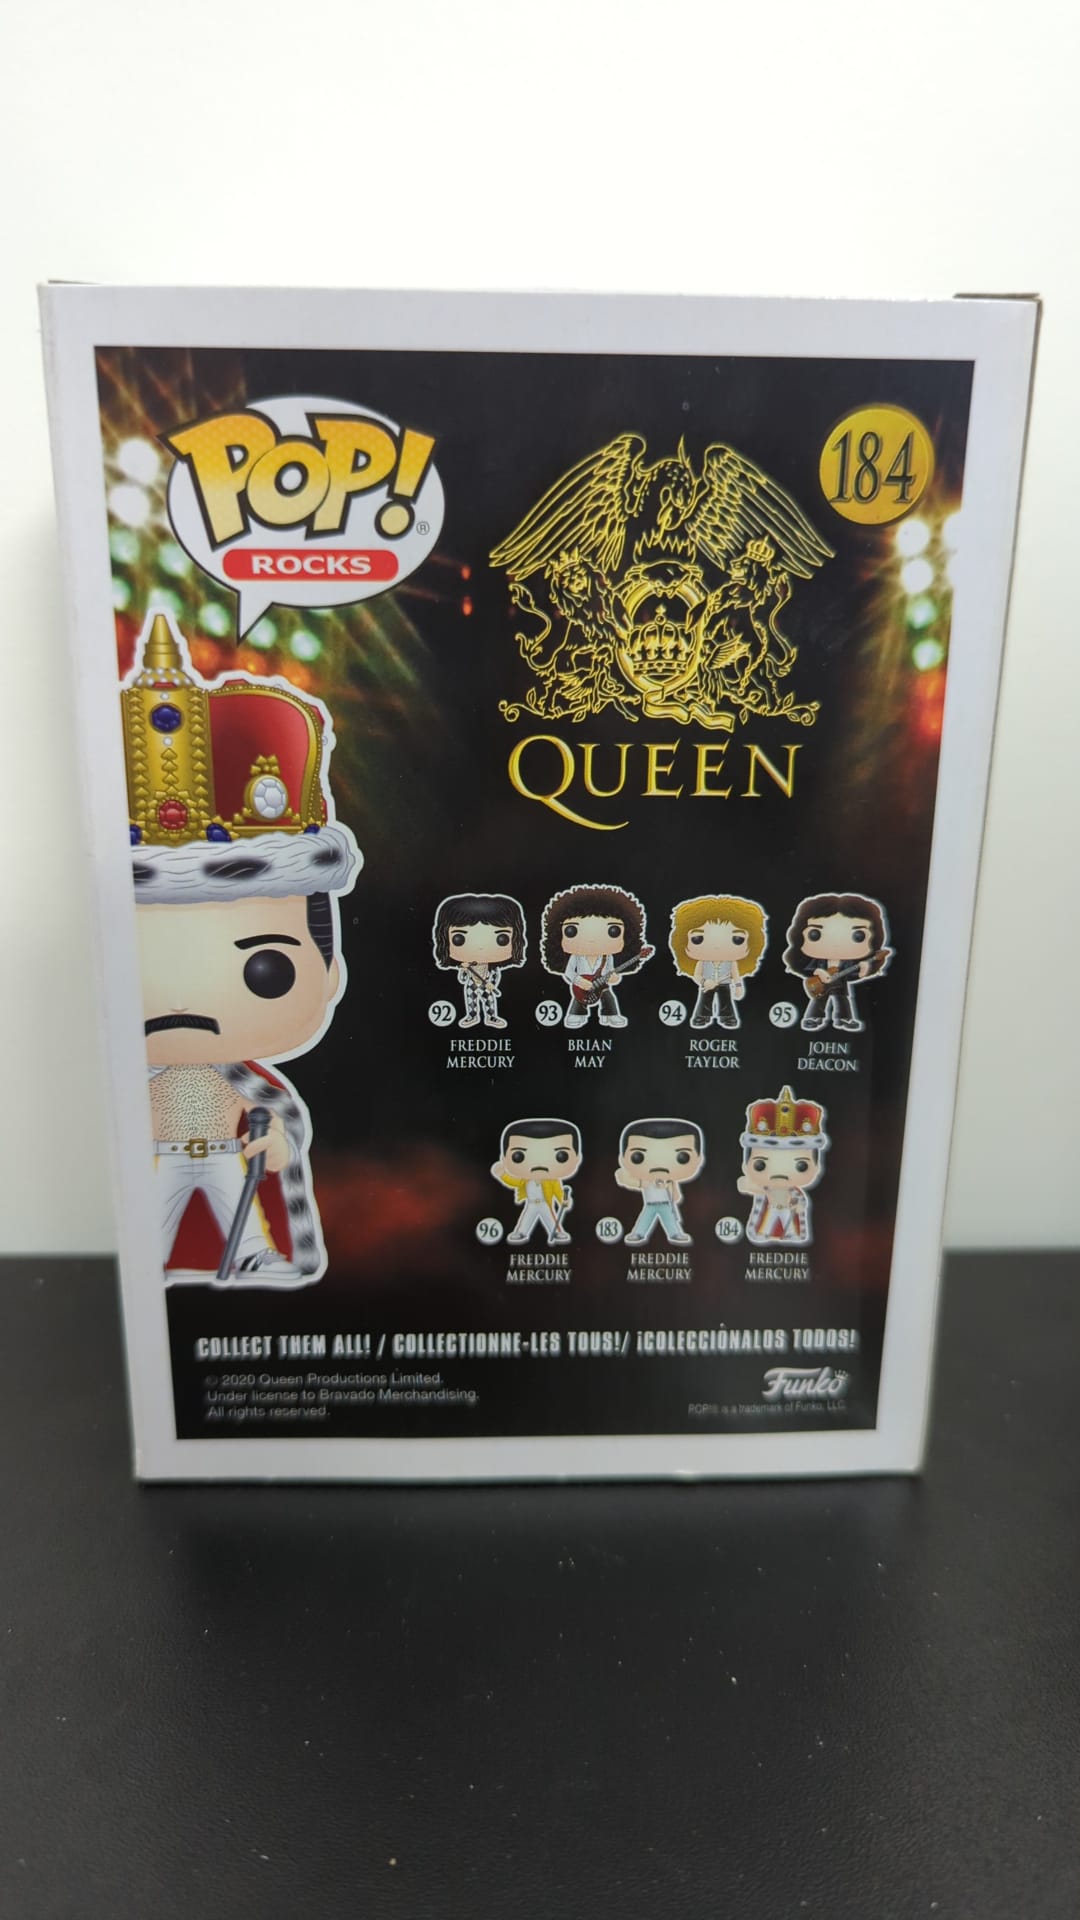 POP!®
ROCKS
184
QUEEN
92
FREDDIE
MERCURY
93
BRIAN
MAY
94
ROGER
TAYLOR
95
JOHN
DEACON
96
FREDDIE
MERCURY
183
FREDDIE
MERCURY
184
FREDDIE
MERCURY
COLLECT THEM ALL! / COLLECTIONNE-LES TOUS!/ ¡COLECCIÓNALOS TODOS!
© 2020 Queen Productions Limited.
Under license to Bravado Merchandising.
All rights reserved.
Funko
POP!® is a trademark of Funko, LLC